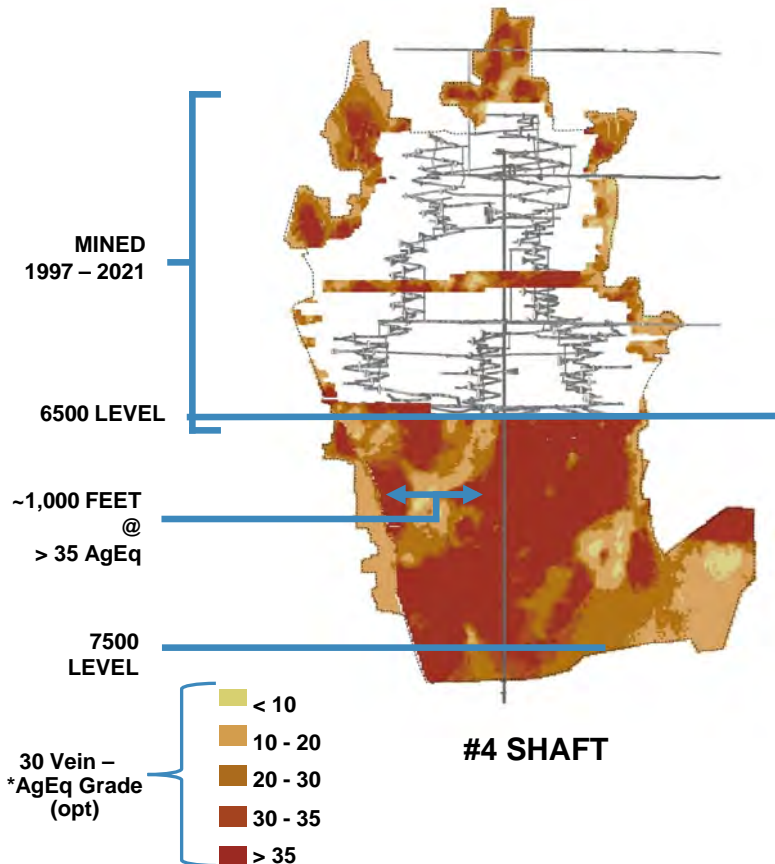 MINED
1997 – 2021
6500 LEVEL
~1,000 FEET
@
> 35 AgEq
7500
LEVEL
30 Vein –
*AgEq Grade
(opt)
< 10
10 - 20
20 - 30
30 - 35
> 35
#4 SHAFT